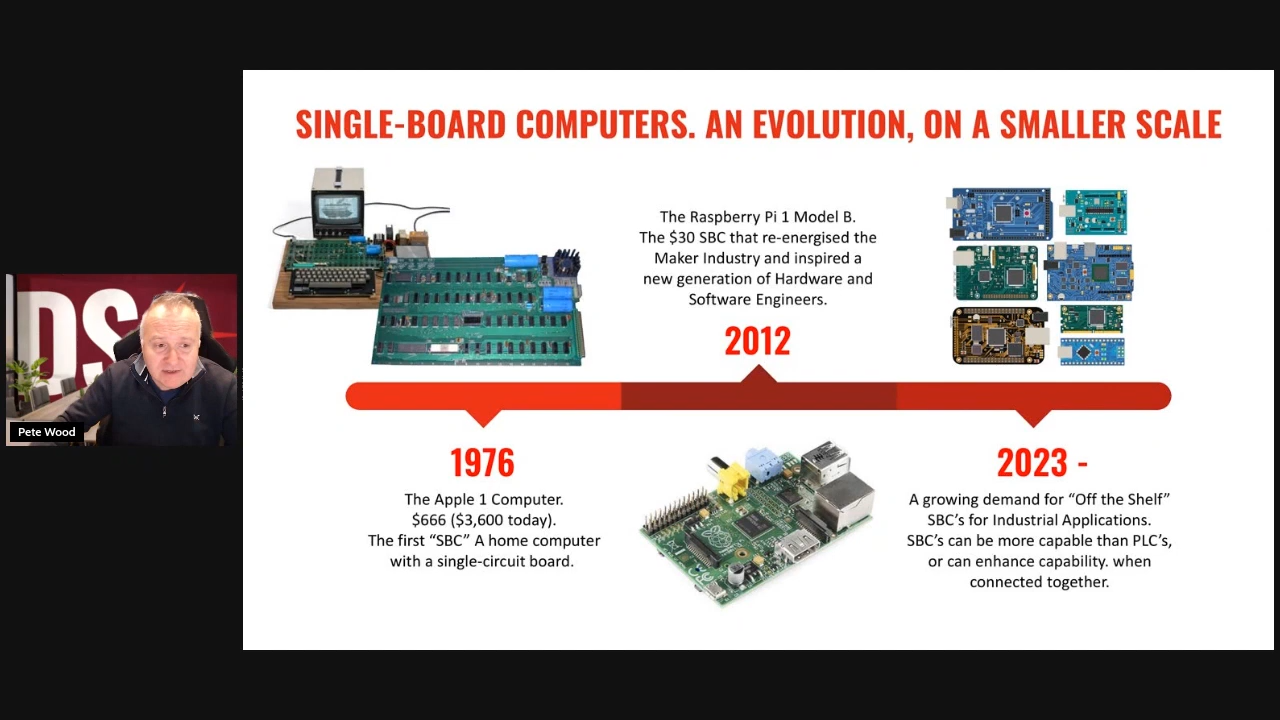 SINGLE-BOARD COMPUTERS. AN EVOLUTION, ON A SMALLER SCALE
The Raspberry Pi 1 Model B.
The $30 SBC that re-energised the
Maker Industry and inspired a
new generation of Hardware and
Software Engineers.
2012
1976
The Apple 1 Computer.
$666 ($3,600 today).
The first “SBC” A home computer
with a single-circuit board.
2023 -
A growing demand for “Off the Shelf”
SBC’s for Industrial Applications.
SBC’s can be more capable than PLC’s,
or can enhance capability. when
connected together.
DS
Pete Wood